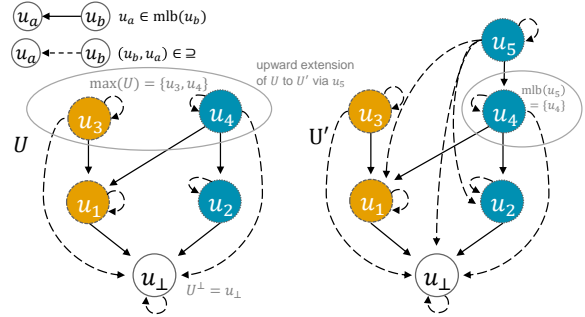 u_a u_b u_a ∈ mlb(u_b)
u_a u_b (u_b, u_a) ∈ ⊇
max(U) = {u_3, u_4}
upward extension
of U to U′ via u_5
u_5
mlb(u_5)
= {u_4}
u_3 u_4
U
u_3 u_4
U′
u_1 u_2
u_1 u_2
u_⊥
U^⊥ = u_⊥
u_⊥